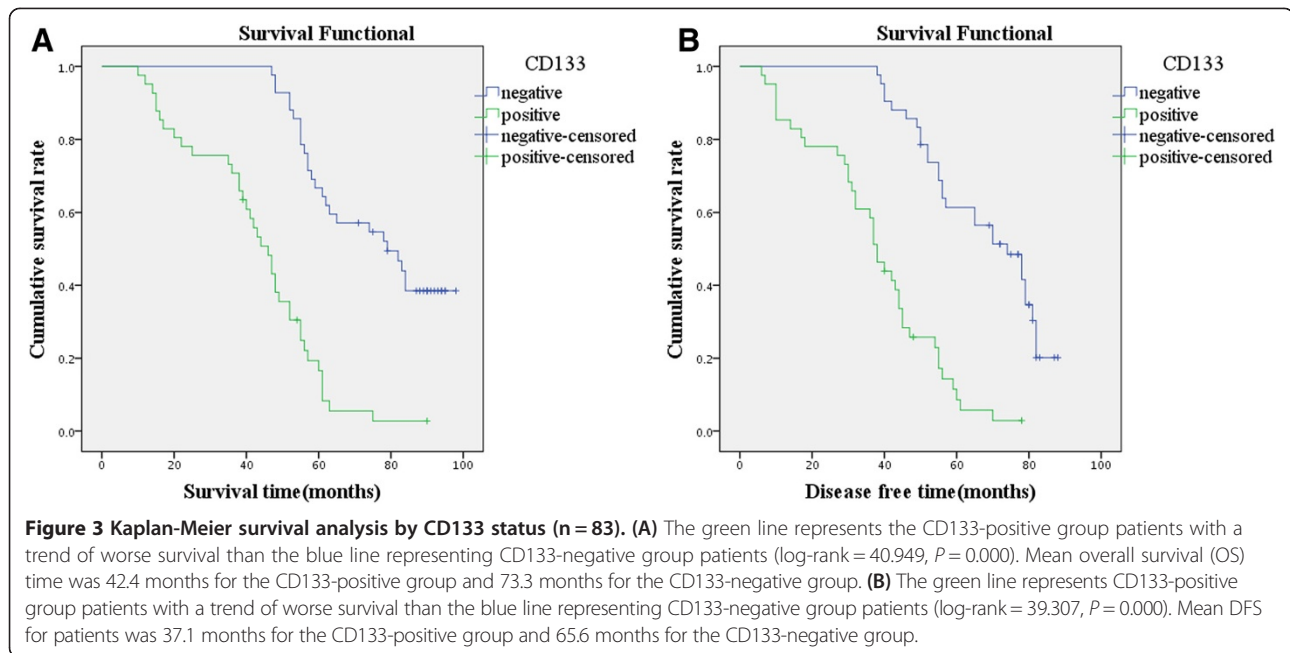 A
Survival Functional
CD133
negative
positive
negative-censored
positive-censored
Cumulative survival rate
1.0
0.8
0.6
0.4
0.2
0.0
0 20 40 60 80 100
Survival time(months)
B
Survival Functional
CD133
negative
positive
negative-censored
positive-censored
Cumulative survival rate
1.0
0.8
0.6
0.4
0.2
0.0
0 20 40 60 80 100
Disease free time(months)
Figure 3 Kaplan-Meier survival analysis by CD133 status (n = 83). (A) The green line represents the CD133-positive group patients with a
trend of worse survival than the blue line representing CD133-negative group patients (log-rank = 40.949, P = 0.000). Mean overall survival (OS)
time was 42.4 months for the CD133-positive group and 73.3 months for the CD133-negative group. (B) The green line represents CD133-positive
group patients with a trend of worse survival than the blue line representing CD133-negative group patients (log-rank = 39.307, P = 0.000). Mean DFS
for patients was 37.1 months for the CD133-positive group and 65.6 months for the CD133-negative group.